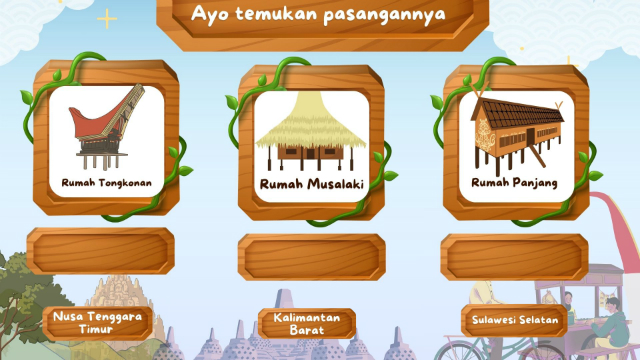 Ayo temukan pasangannya
Rumah Tongkonan
Rumah Musalaki
Rumah Panjang
Nusa Tenggara
Timur
Kalimantan
Barat
Sulawesi Selatan